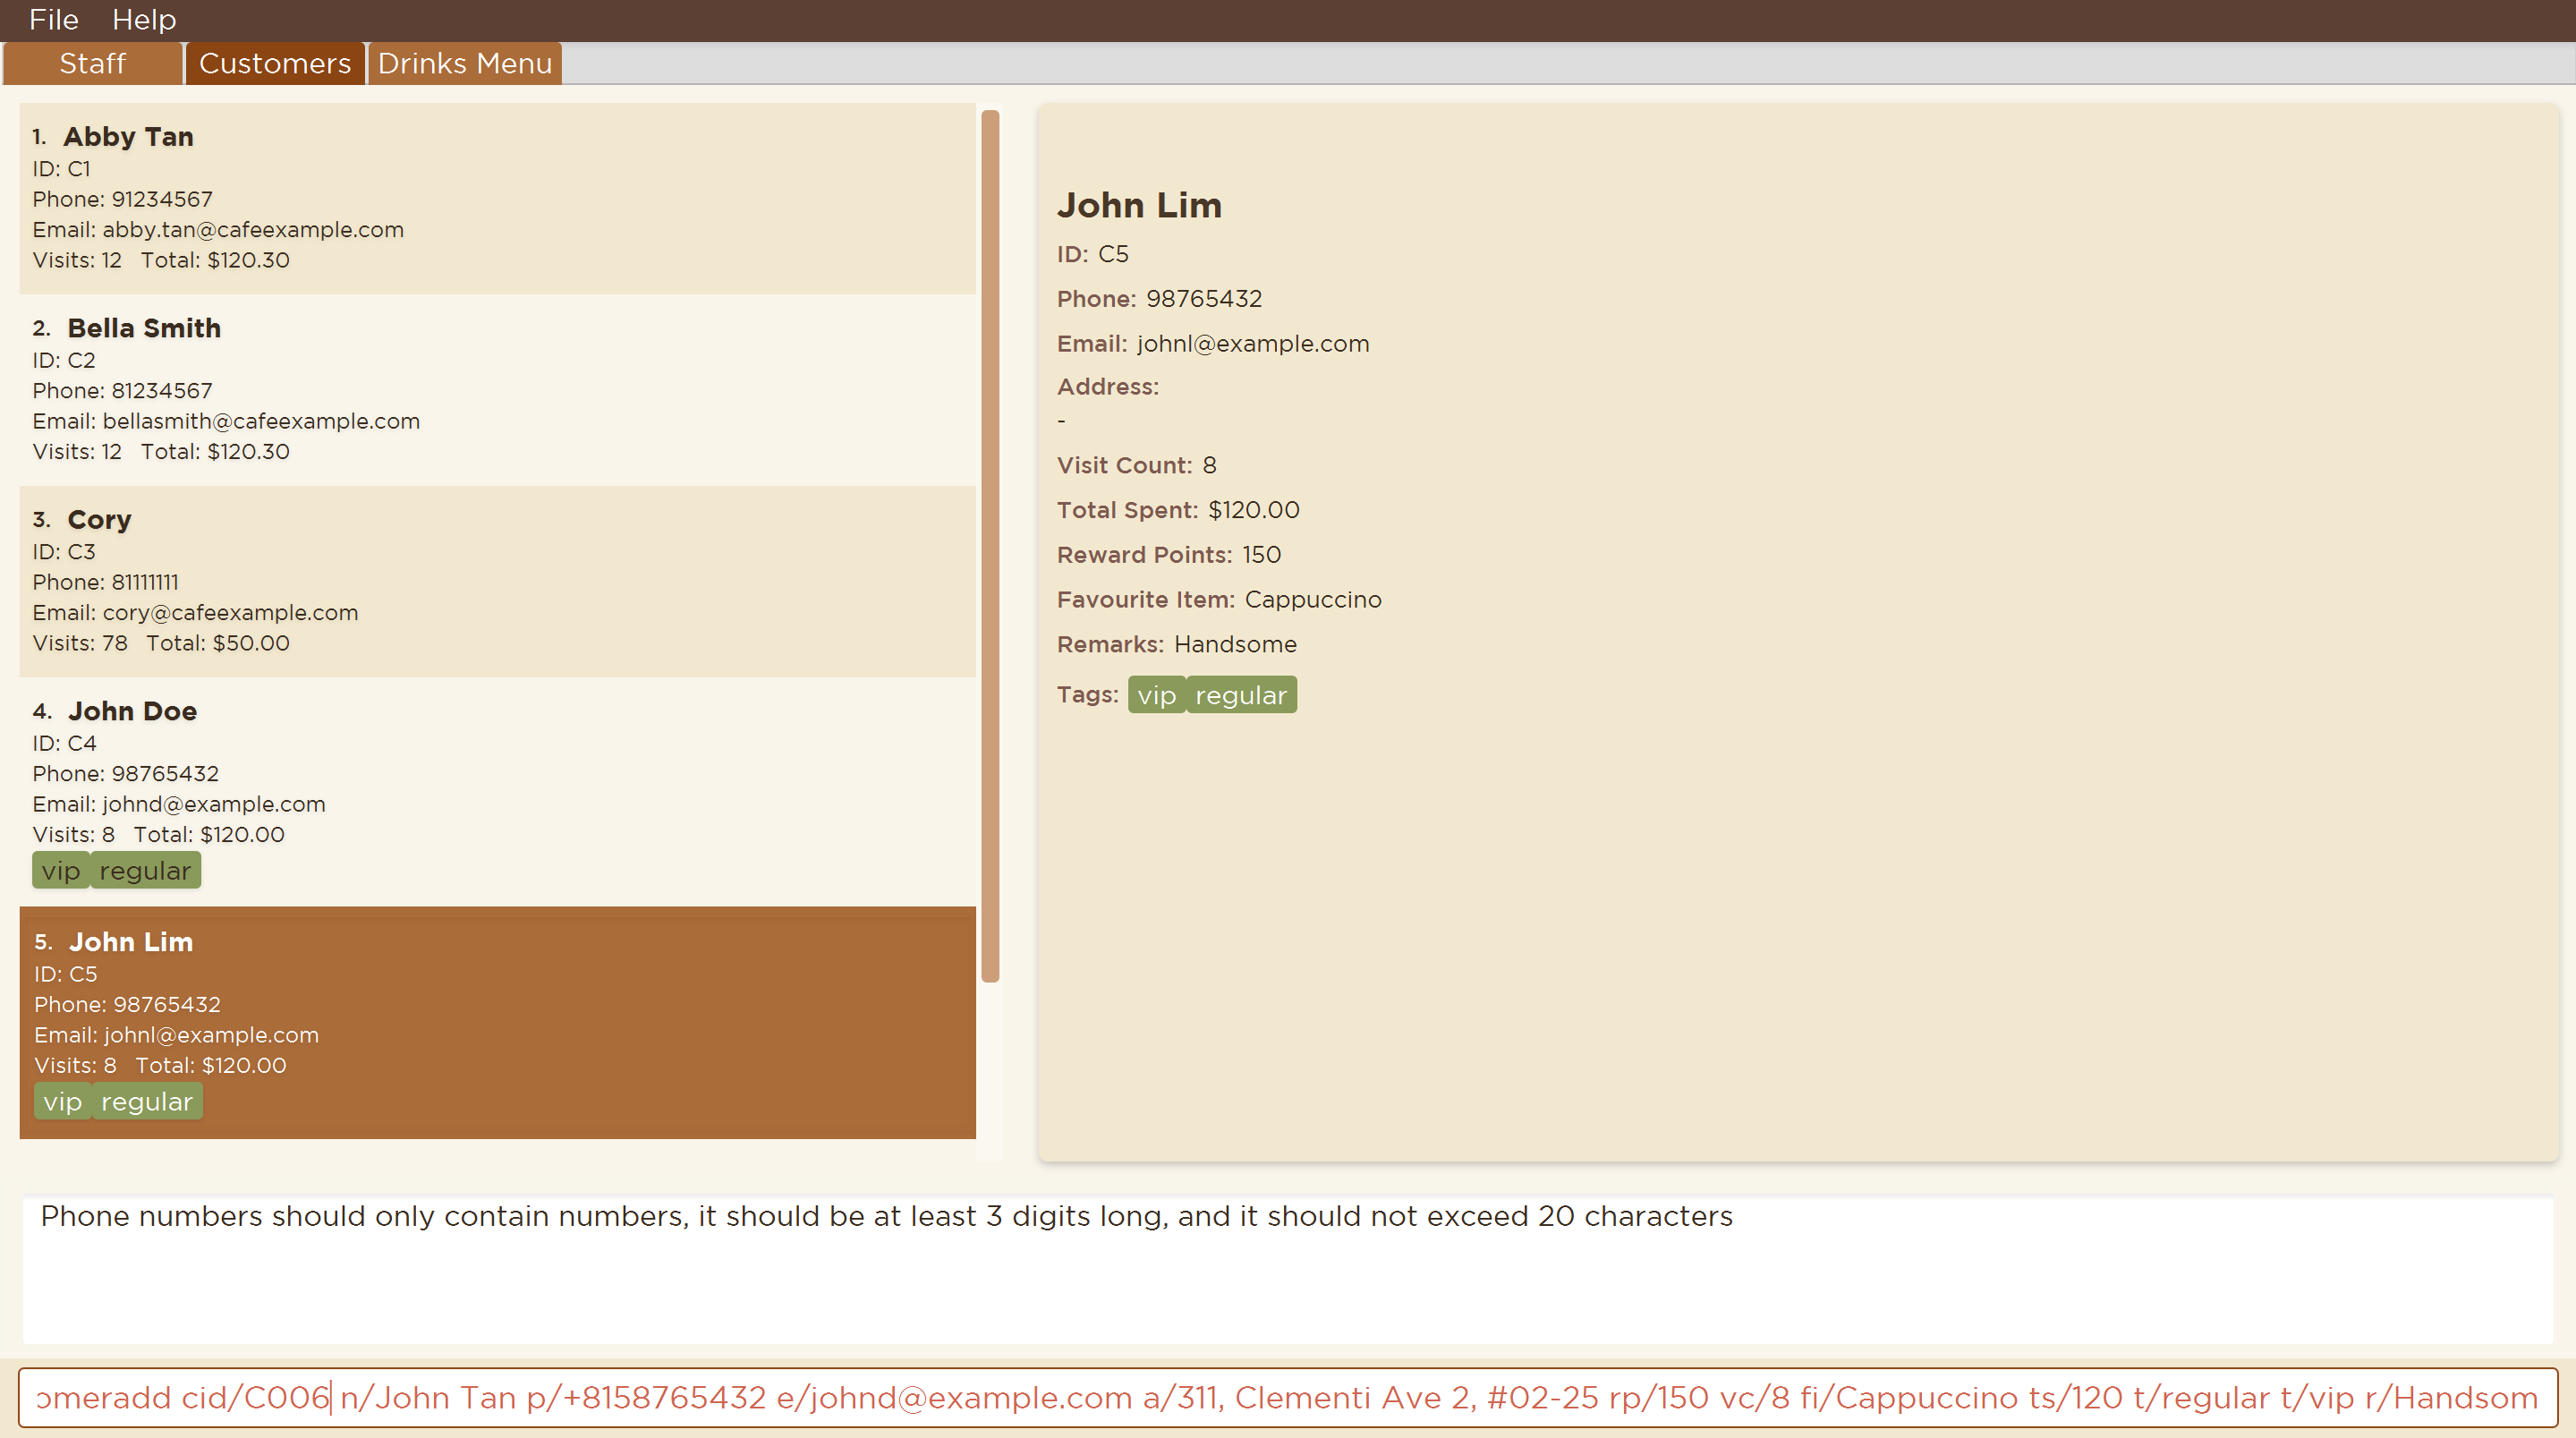 File Help
Staff Customers Drinks Menu
1. Abby Tan
ID: C1
Phone: 91234567
Email: abby.tan@cafeexample.com
Visits: 12 Total: $120.30
2. Bella Smith
ID: C2
Phone: 81234567
Email: bellasmith@cafeexample.com
Visits: 12 Total: $120.30
3. Cory
ID: C3
Phone: 81111111
Email: cory@cafeexample.com
Visits: 78 Total: $50.00
4. John Doe
ID: C4
Phone: 98765432
Email: johnd@example.com
Visits: 8 Total: $120.00
vip regular
5. John Lim
ID: C5
Phone: 98765432
Email: johnl@example.com
Visits: 8 Total: $120.00
vip regular
John Lim
ID: C5
Phone: 98765432
Email: johnl@example.com
Address:
-
Visit Count: 8
Total Spent: $120.00
Reward Points: 150
Favourite Item: Cappuccino
Remarks: Handsome
Tags: vip regular
Phone numbers should only contain numbers, it should be at least 3 digits long, and it should not exceed 20 characters
omeradd cid/C006 n/John Tan p/+8158765432 e/johnd@example.com a/311, Clementi Ave 2, #02-25 rp/150 vc/8 fi/Cappuccino ts/120 t/regular t/vip r/Handsom